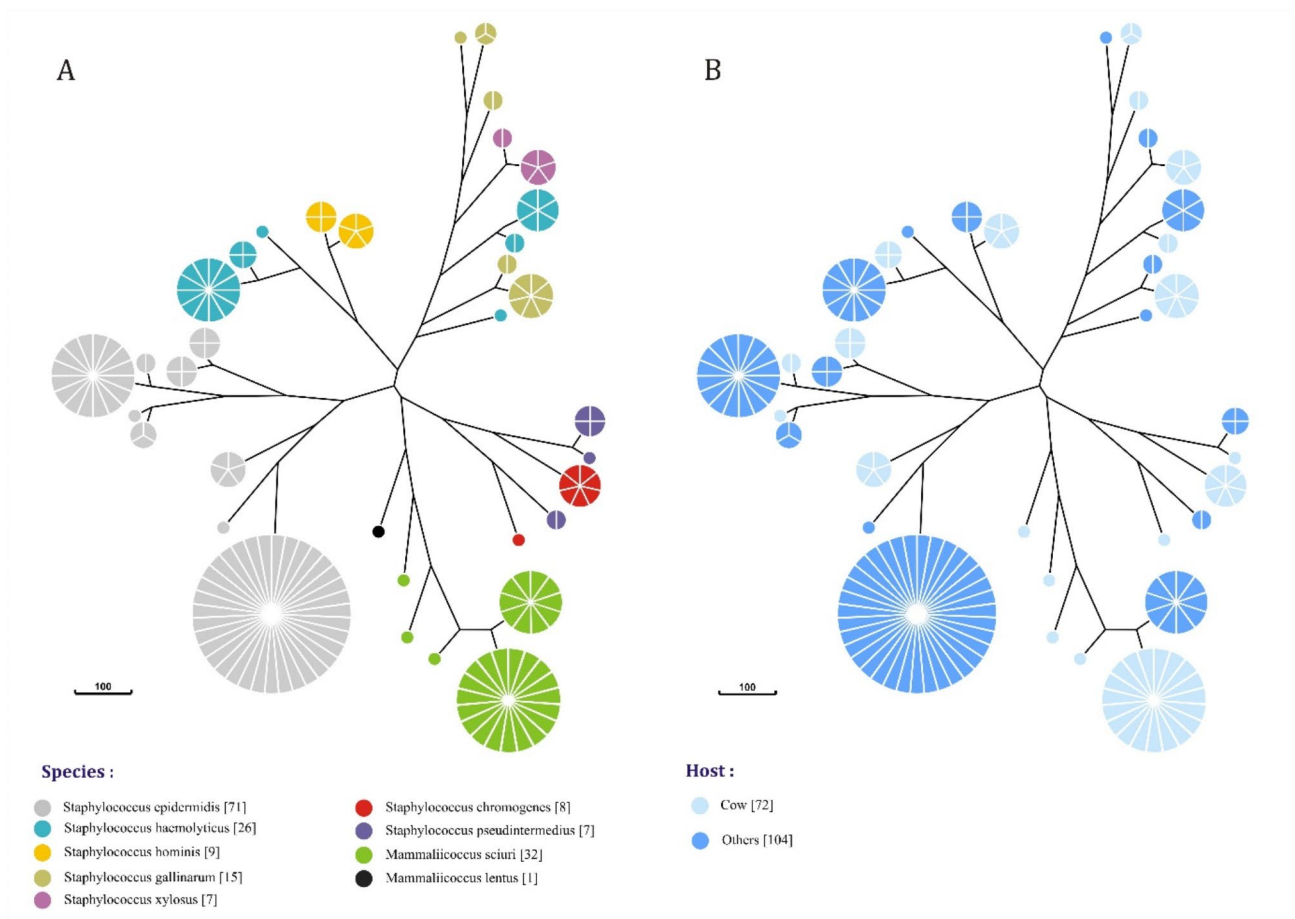 A
B
100
100
Species :
Staphylococcus epidermidis [71]
Staphylococcus haemolyticus [26]
Staphylococcus hominis [9]
Staphylococcus gallinarum [15]
Staphylococcus xylosus [7]
Staphylococcus chromogenes [8]
Staphylococcus pseudintermedius [7]
Mammaliicoccus sciuri [32]
Mammaliicoccus lentus [1]
Host :
Cow [72]
Others [104]